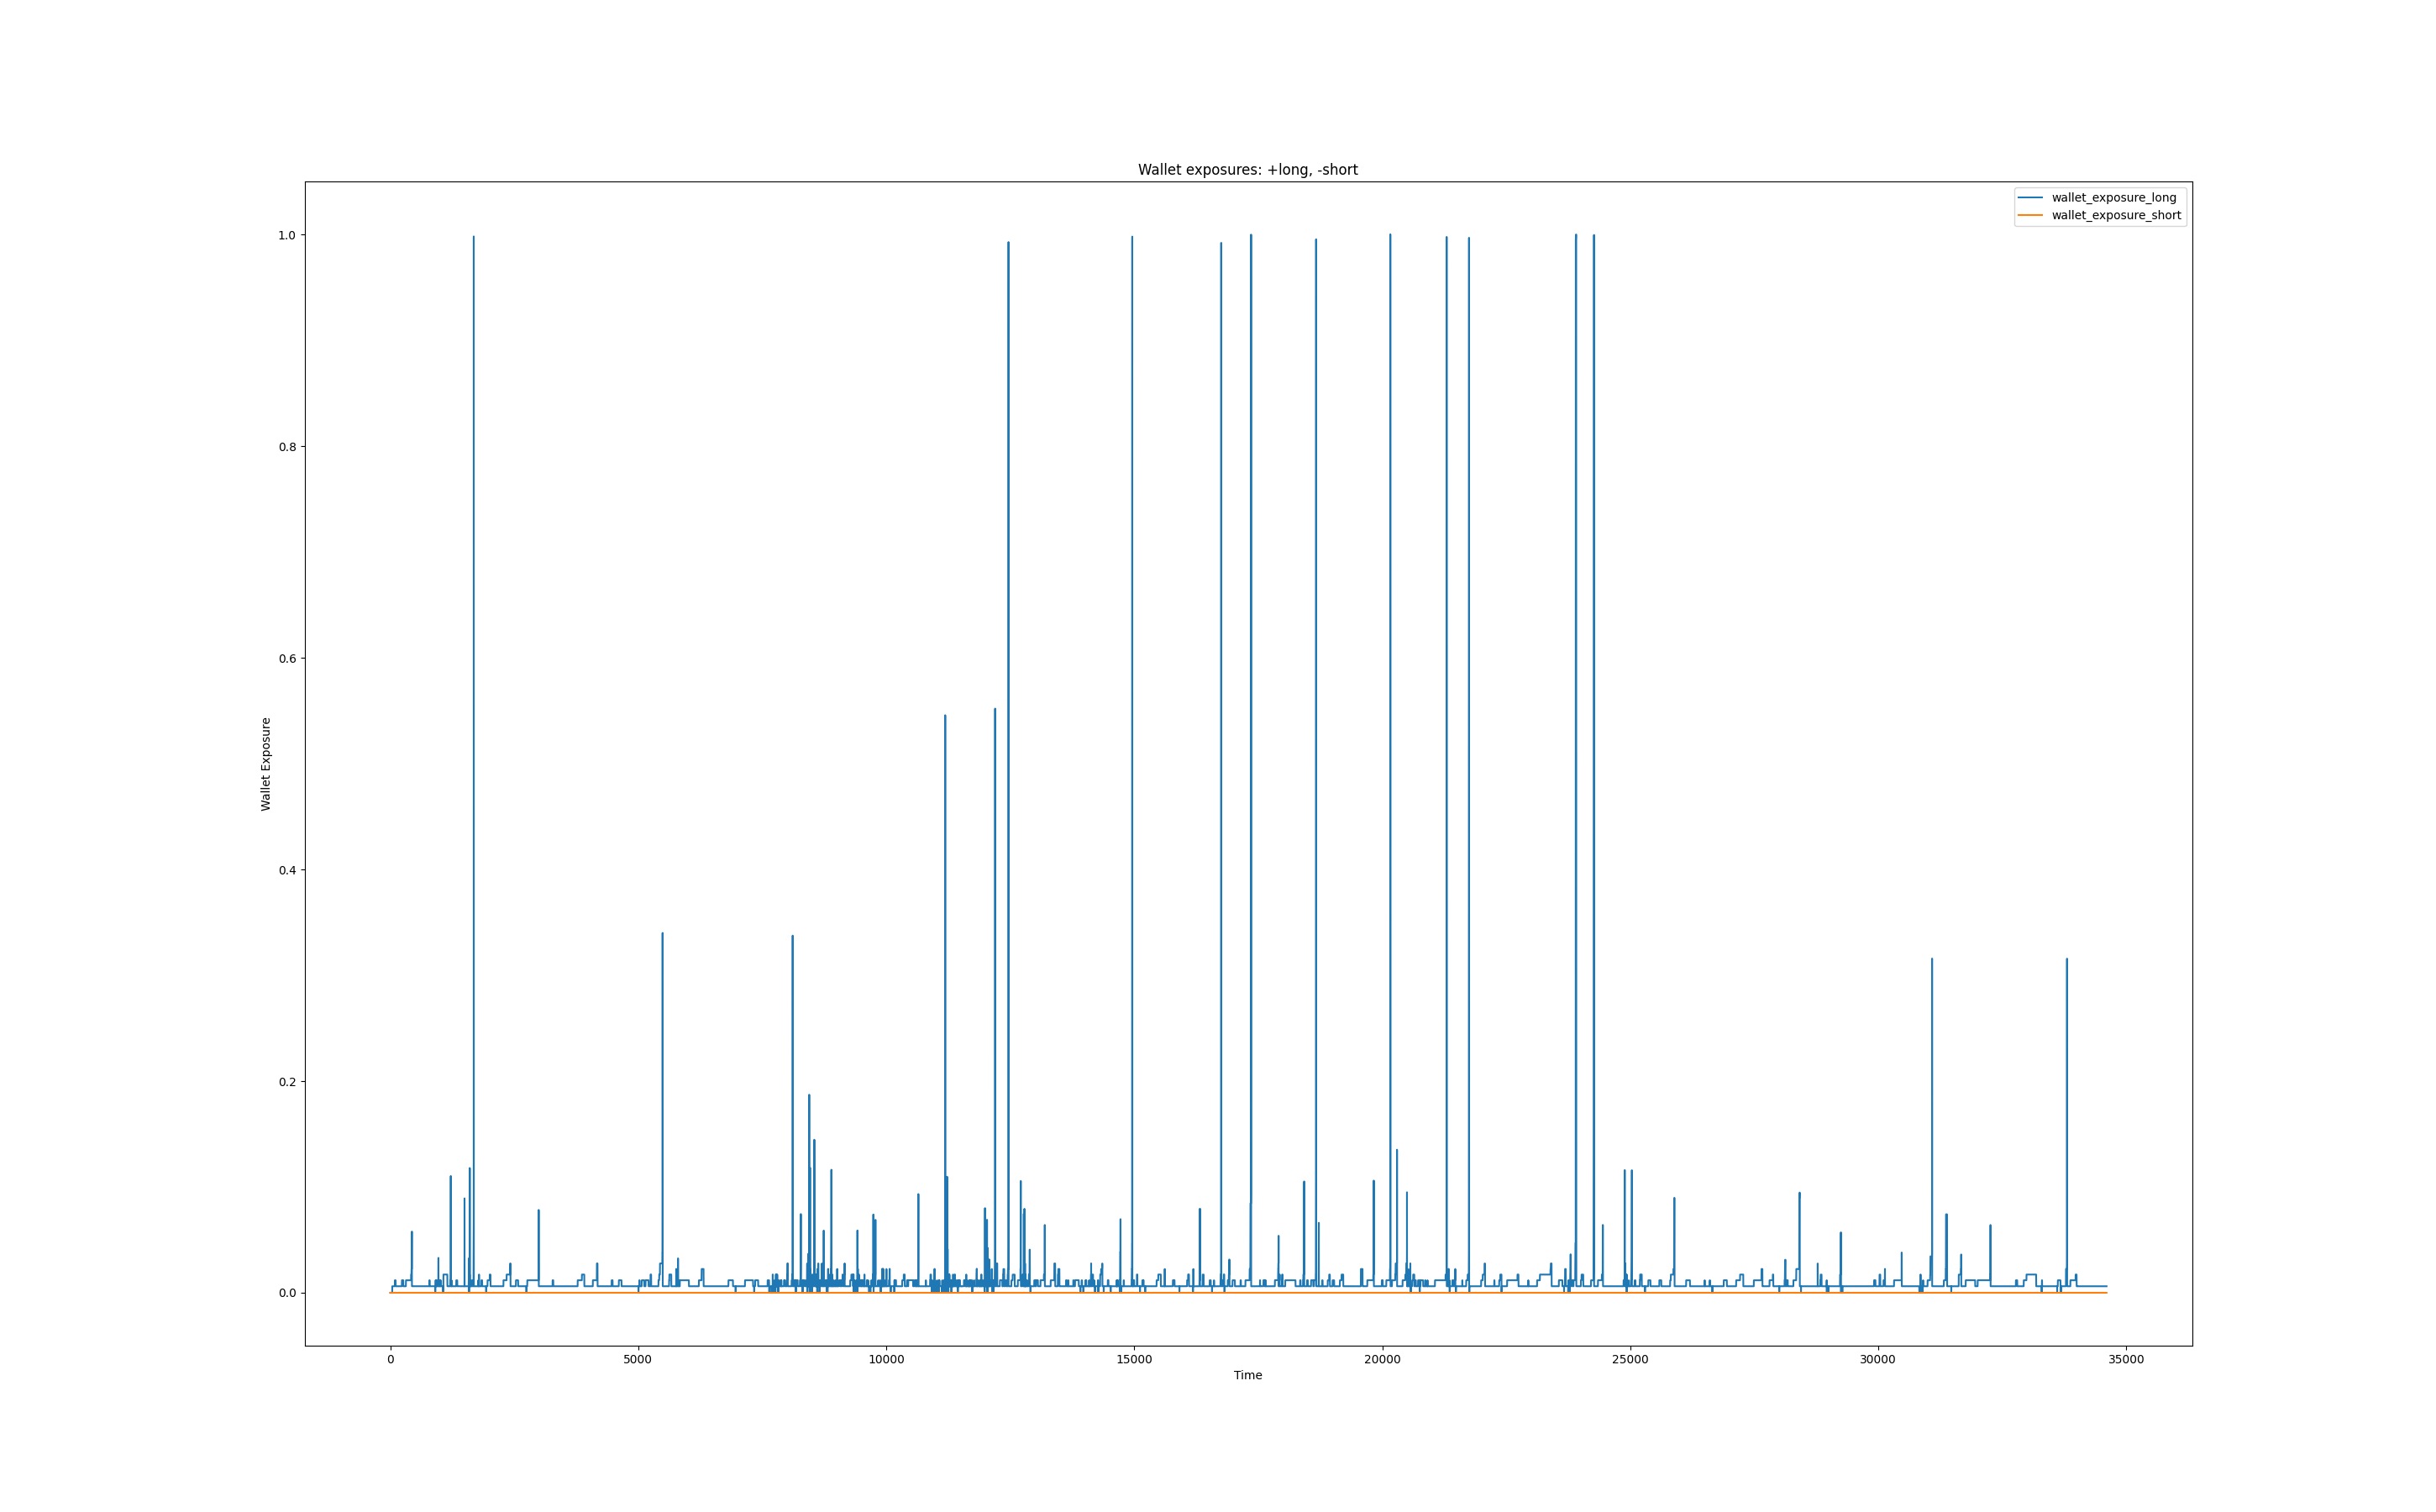 Wallet exposures: +long, -short
wallet_exposure_long
wallet_exposure_short
1.0
0.8
0.6
0.4
0.2
0.0
Wallet Exposure
0 5000 10000 15000 20000 25000 30000 35000
Time